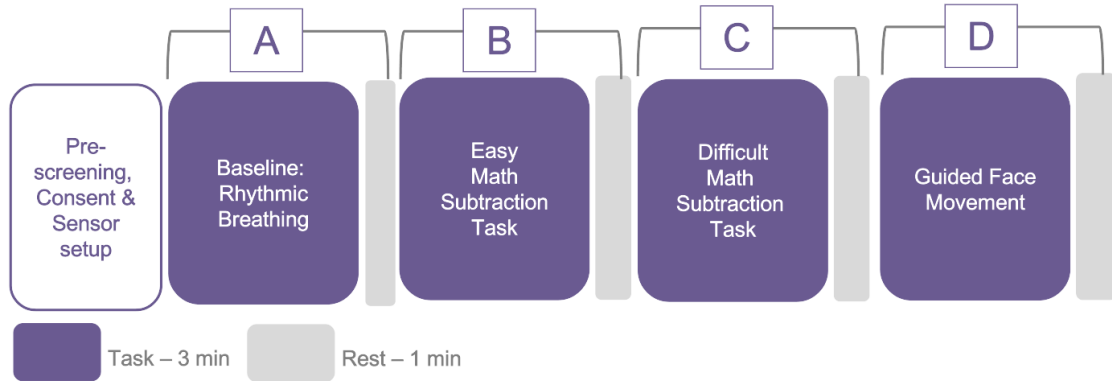 A
B
C
D
Pre-
screening,
Consent &
Sensor
setup
Baseline:
Rhythmic
Breathing
Easy
Math
Subtraction
Task
Difficult
Math
Subtraction
Task
Guided Face
Movement
Task – 3 min
Rest – 1 min